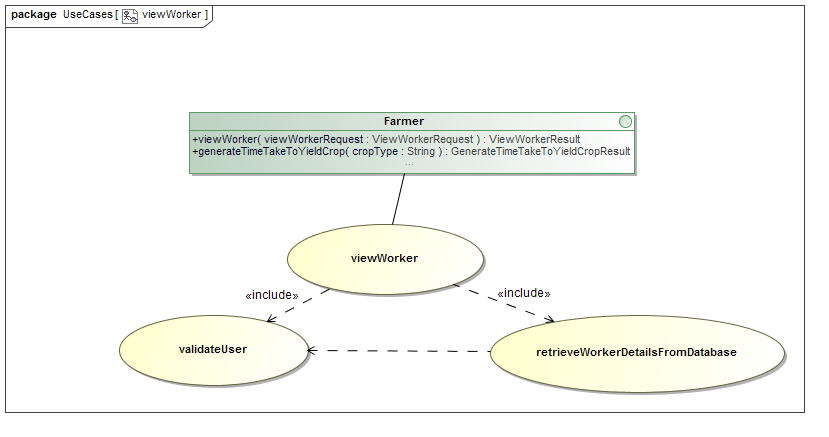 package UseCases [ viewWorker ]
Farmer
+viewWorker( viewWorkerRequest : ViewWorkerRequest ) : ViewWorkerResult
+generateTimeTakeToYieldCrop( cropType : String ) : GenerateTimeTakeToYieldCropResult
...
viewWorker
«include»
«include»
validateUser
retrieveWorkerDetailsFromDatabase